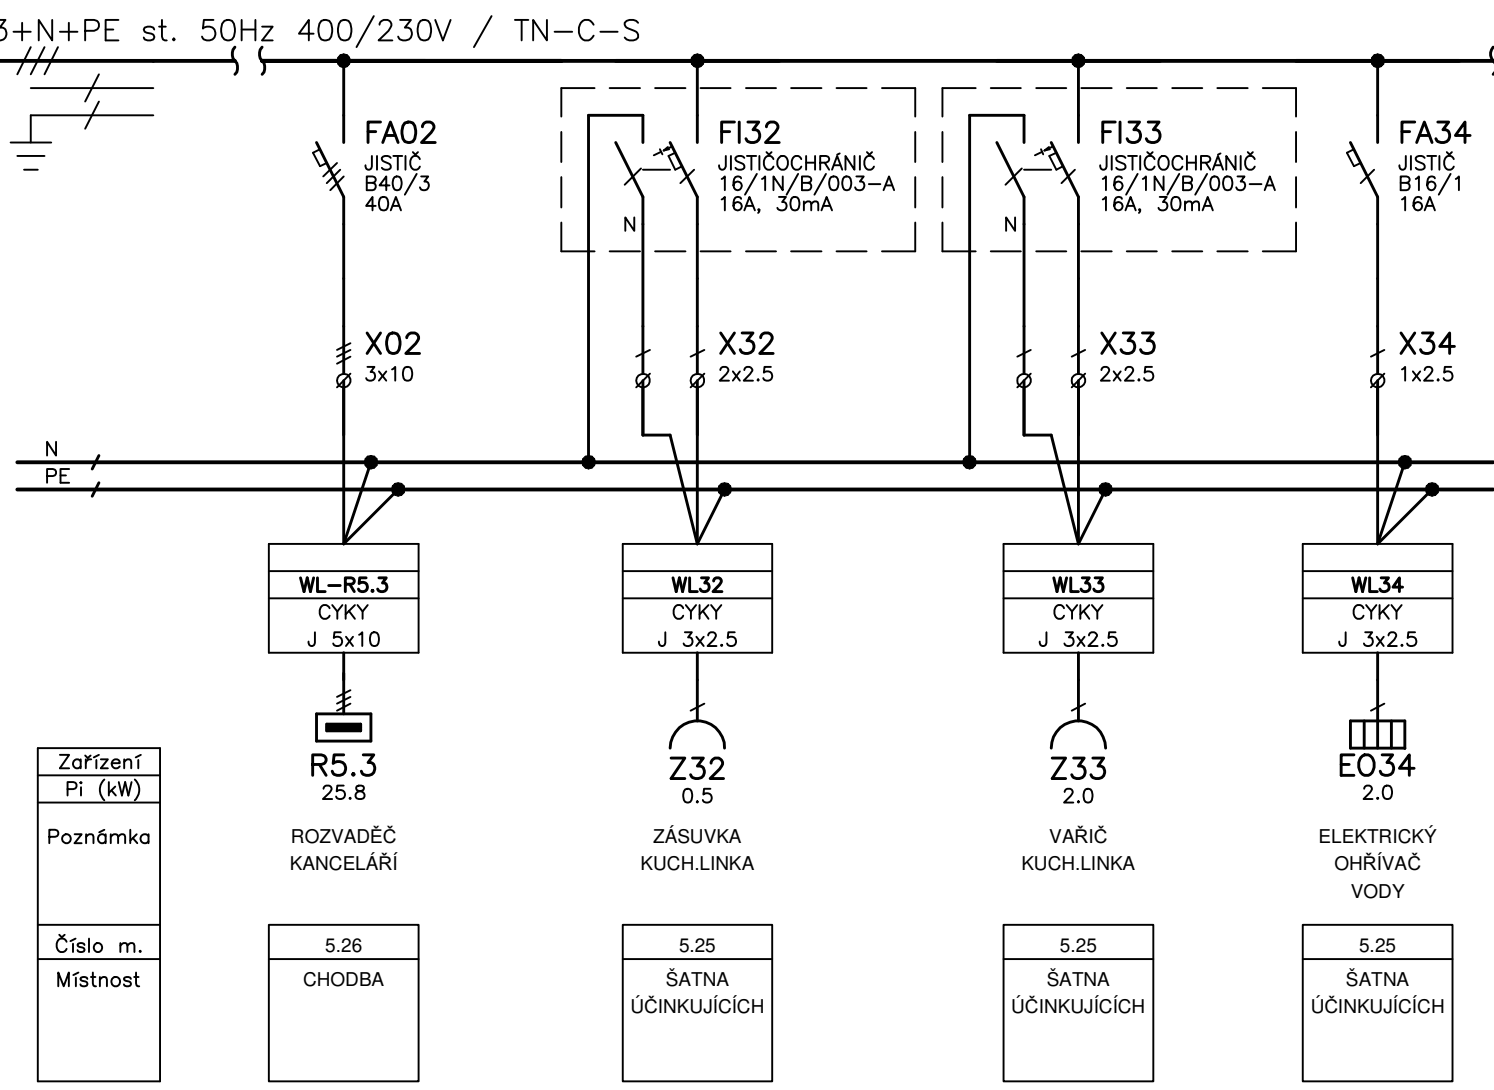 3+N+PE st. 50Hz 400/230V / TN-C-S
FA02
JISTIČ
B40/3
40A
FI32
JISTIČOCHRÁNIČ
16/1N/B/003-A
16A, 30mA
N
FI33
JISTIČOCHRÁNIČ
16/1N/B/003-A
16A, 30mA
N
FA34
JISTIČ
B16/1
16A
X02
3x10
X32
2x2.5
X33
2x2.5
X34
1x2.5
N
PE
WL-R5.3
CYKY
J 5x10
WL32
CYKY
J 3x2.5
WL33
CYKY
J 3x2.5
WL34
CYKY
J 3x2.5
Zařízení
Pi (kW)
Poznámka
Číslo m.
Místnost
R5.3
25.8
ROZVADĚČ
KANCELÁŘÍ
5.26
CHODBA
Z32
0.5
ZÁSUVKA
KUCH.LINKA
5.25
ŠATNA
ÚČINKUJÍCÍCH
Z33
2.0
VAŘIČ
KUCH.LINKA
5.25
ŠATNA
ÚČINKUJÍCÍCH
EO34
2.0
ELEKTRICKÝ
OHŘÍVAČ
VODY
5.25
ŠATNA
ÚČINKUJÍCÍCH